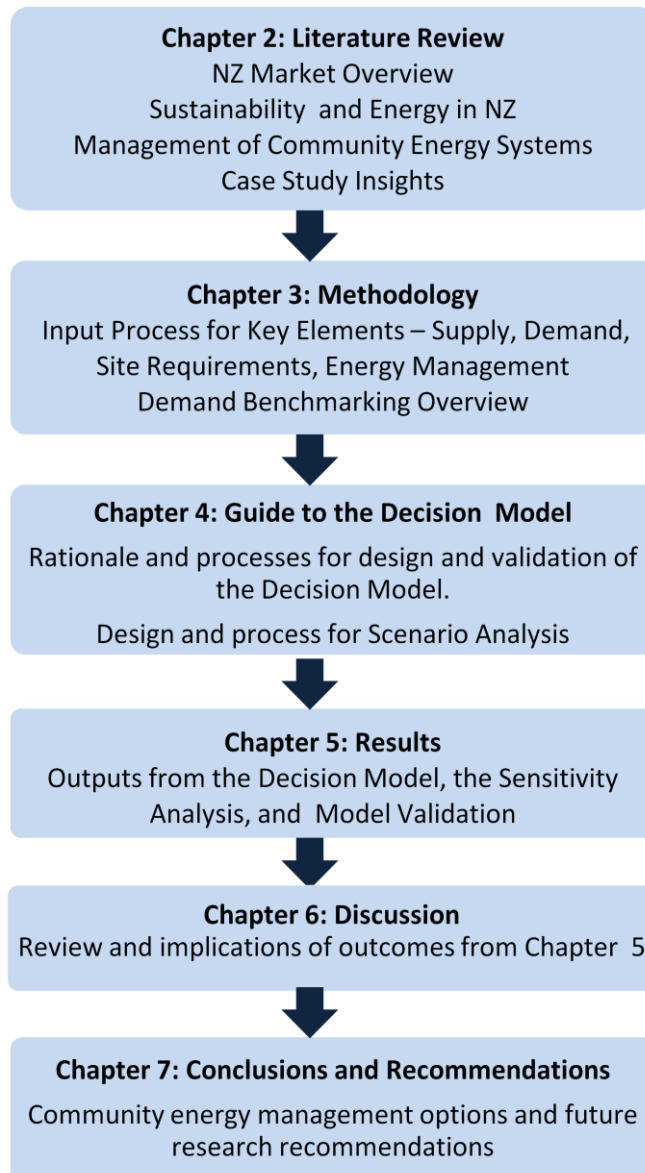 Chapter 2: Literature Review
NZ Market Overview
Sustainability and Energy in NZ
Management of Community Energy Systems
Case Study Insights
Chapter 3: Methodology
Input Process for Key Elements – Supply, Demand,
Site Requirements, Energy Management
Demand Benchmarking Overview
Chapter 4: Guide to the Decision Model
Rationale and processes for design and validation of
the Decision Model.
Design and process for Scenario Analysis
Chapter 5: Results
Outputs from the Decision Model, the Sensitivity
Analysis, and Model Validation
Chapter 6: Discussion
Review and implications of outcomes from Chapter 5
Chapter 7: Conclusions and Recommendations
Community energy management options and future
research recommendations